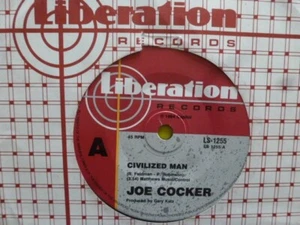 Liberation
RECORDS
Liberation
RECORDS
45 RPM
LS-1255
A
CIVILIZED MAN
JOE COCKER
Produced by Gary Katz